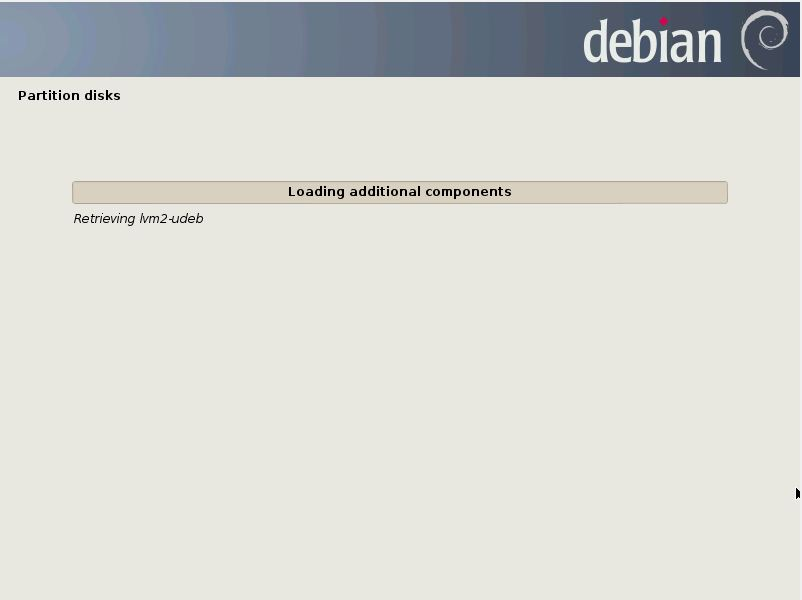 debian
Partition disks
Loading additional components
Retrieving lvm2-udeb